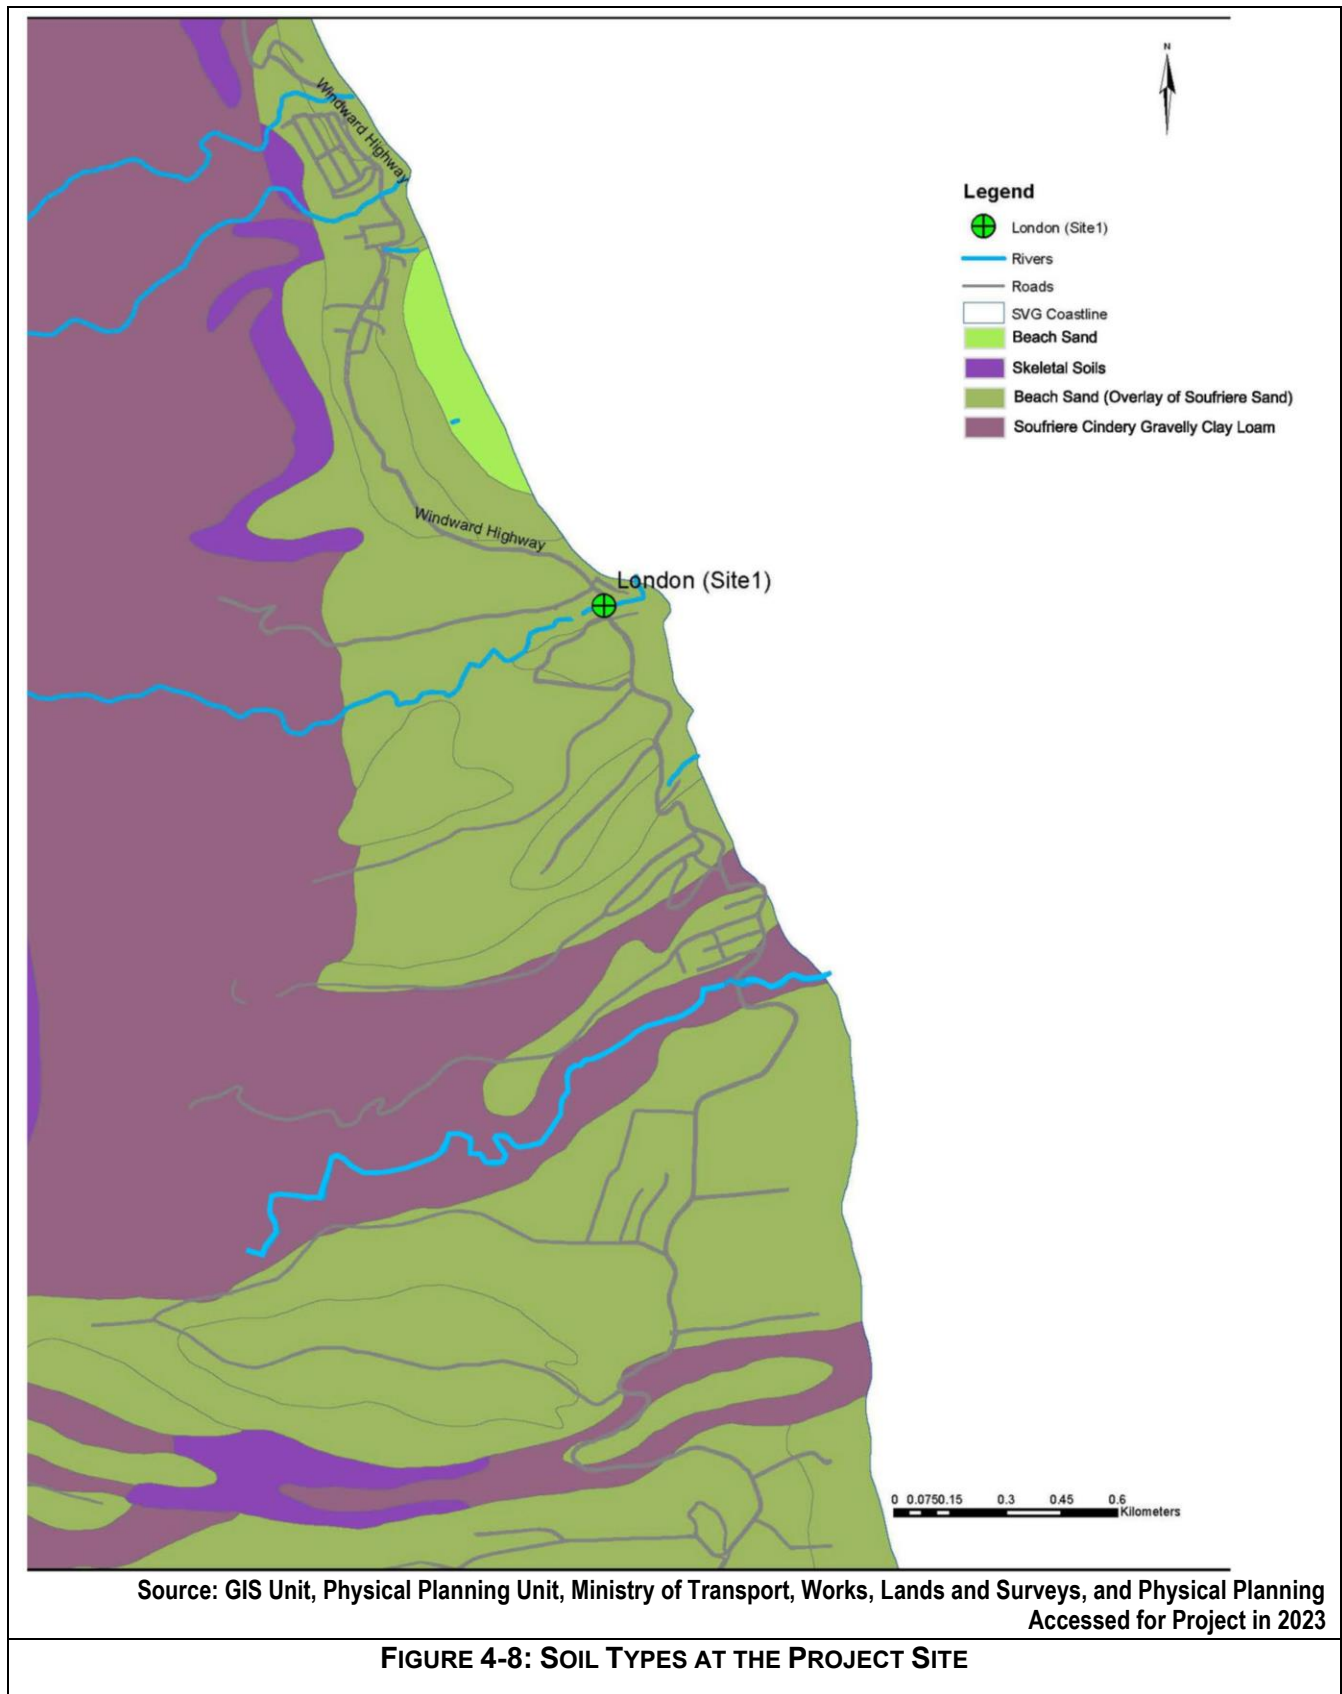 N
Windward Highway
Legend
London (Site1)
Rivers
Roads
SVG Coastline
Beach Sand
Skeletal Soils
Beach Sand (Overlay of Soufriere Sand)
Soufriere Cindery Gravelly Clay Loam
Windward Highway
London (Site1)
0 0.0750.15 0.3 0.45 0.6
Kilometers
Source: GIS Unit, Physical Planning Unit, Ministry of Transport, Works, Lands and Surveys, and Physical Planning
Accessed for Project in 2023
FIGURE 4-8: SOIL TYPES AT THE PROJECT SITE